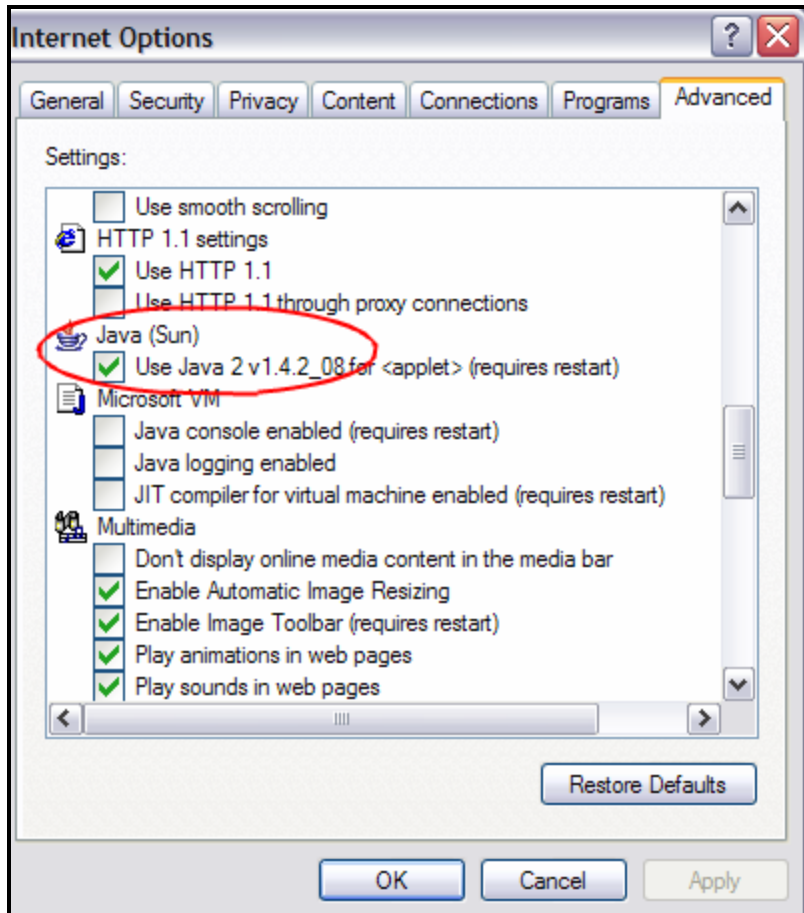 Internet Options
General Security Privacy Content Connections Programs Advanced
Settings:
Use smooth scrolling
HTTP 1.1 settings
Use HTTP 1.1
Use HTTP 1.1 through proxy connections
Java (Sun)
Use Java 2 v1.4.2_08 for <applet> (requires restart)
Microsoft VM
Java console enabled (requires restart)
Java logging enabled
JIT compiler for virtual machine enabled (requires restart)
Multimedia
Don't display online media content in the media bar
Enable Automatic Image Resizing
Enable Image Toolbar (requires restart)
Play animations in web pages
Play sounds in web pages
Restore Defaults
OK Cancel Apply